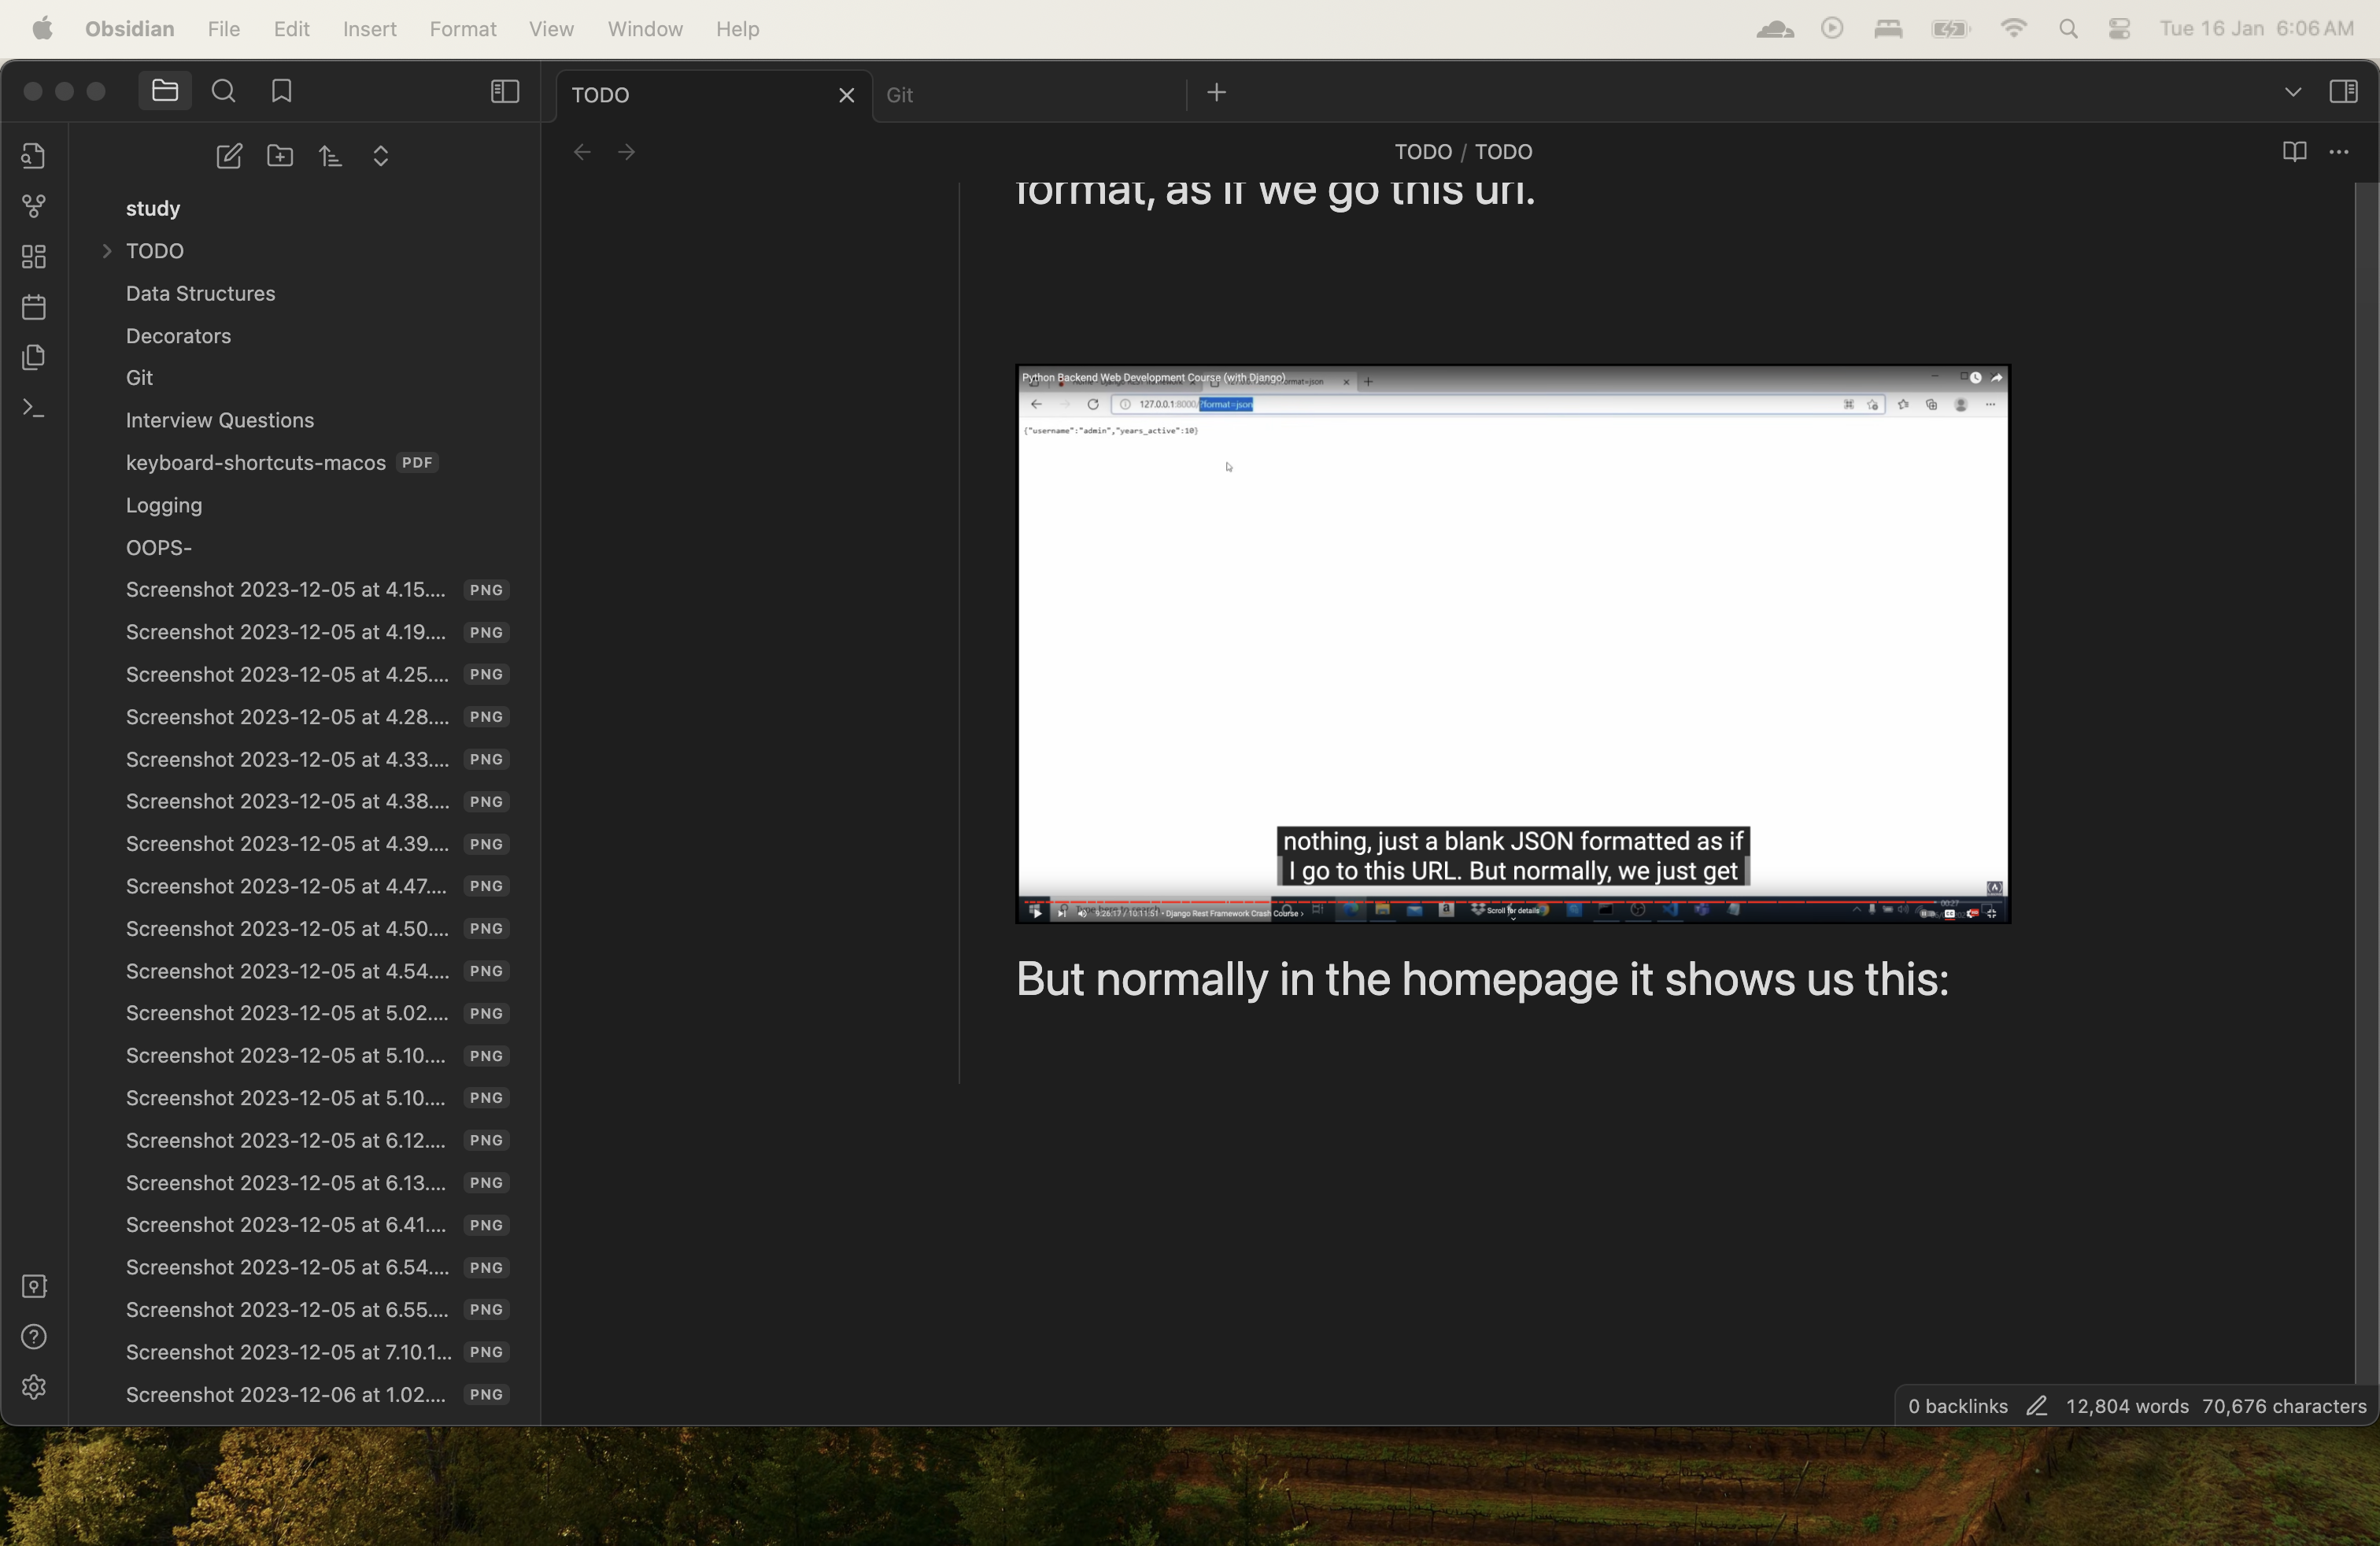 Obsidian File Edit Insert Format View Window Help Tue 16 Jan 6:06 AM
TODO Git
TODO / TODO
study
TODO
Data Structures
Decorators
Git
Interview Questions
keyboard-shortcuts-macos PDF
Logging
OOPS-
Screenshot 2023-12-05 at 4.15.... PNG
Screenshot 2023-12-05 at 4.19.... PNG
Screenshot 2023-12-05 at 4.25.... PNG
Screenshot 2023-12-05 at 4.28.... PNG
Screenshot 2023-12-05 at 4.33.... PNG
Screenshot 2023-12-05 at 4.38.... PNG
Screenshot 2023-12-05 at 4.39.... PNG
Screenshot 2023-12-05 at 4.47.... PNG
Screenshot 2023-12-05 at 4.50.... PNG
Screenshot 2023-12-05 at 4.54.... PNG
Screenshot 2023-12-05 at 5.02.... PNG
Screenshot 2023-12-05 at 5.10.... PNG
Screenshot 2023-12-05 at 5.10.... PNG
Screenshot 2023-12-05 at 6.12.... PNG
Screenshot 2023-12-05 at 6.13.... PNG
Screenshot 2023-12-05 at 6.41.... PNG
Screenshot 2023-12-05 at 6.54.... PNG
Screenshot 2023-12-05 at 6.55.... PNG
Screenshot 2023-12-05 at 7.10.1... PNG
Screenshot 2023-12-06 at 1.02.... PNG
format, as if we go this url.
Python Backend Web Development Course (with Django)
127.0.0.1:8000/?format=json
{"username":"admin","years_active":10}
nothing, just a blank JSON formatted as if
I go to this URL. But normally, we just get
9:26:17 / 10:11:51 • Django Rest Framework Crash Course
Scroll for details
00:27
But normally in the homepage it shows us this:
0 backlinks 12,804 words 70,676 characters